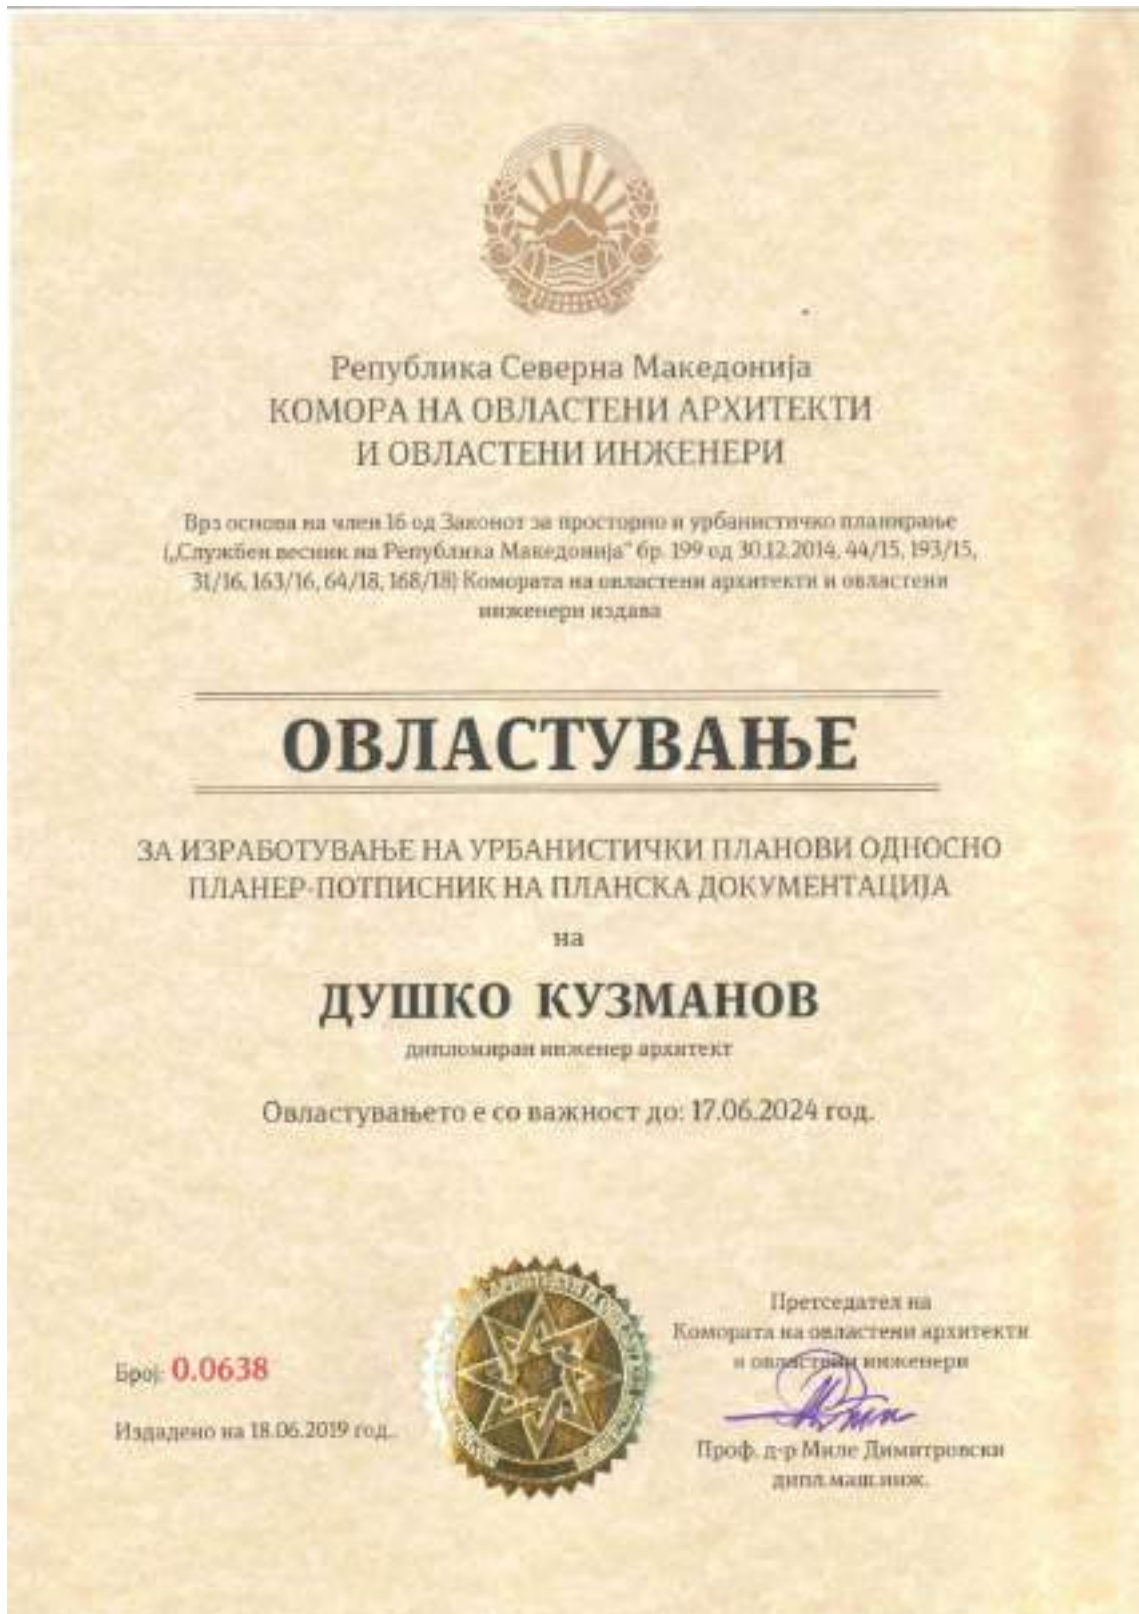 Република Северна Македонија
КОМОРА НА ОВЛАСТЕНИ АРХИТЕКТИ
И ОВЛАСТЕНИ ИНЖЕНЕРИ
Врз основа на член 16 од Законот за просторно и урбанистичко планирање
(„Службен весник на Република Македонија“ бр. 199 од 30.12.2014, 44/15, 193/15,
31/16, 163/16, 64/18, 168/18) Комората на овластени архитекти и овластени
инженери издава
ОВЛАСТУВАЊЕ
ЗА ИЗРАБОТУВАЊЕ НА УРБАНИСТИЧКИ ПЛАНОВИ ОДНОСНО
ПЛАНЕР-ПОТПИСНИК НА ПЛАНСКА ДОКУМЕНТАЦИЈА
на
ДУШКО КУЗМАНОВ
дипломиран инженер архитект
Овластувањето е со важност до: 17.06.2024 год.
Број: 0.0638
Издадено на 18.06.2019 год.
Претседател на
Комората на овластени архитекти
и овластени инженери
Проф. д-р Миле Димитровски
дипл.маш.инж.